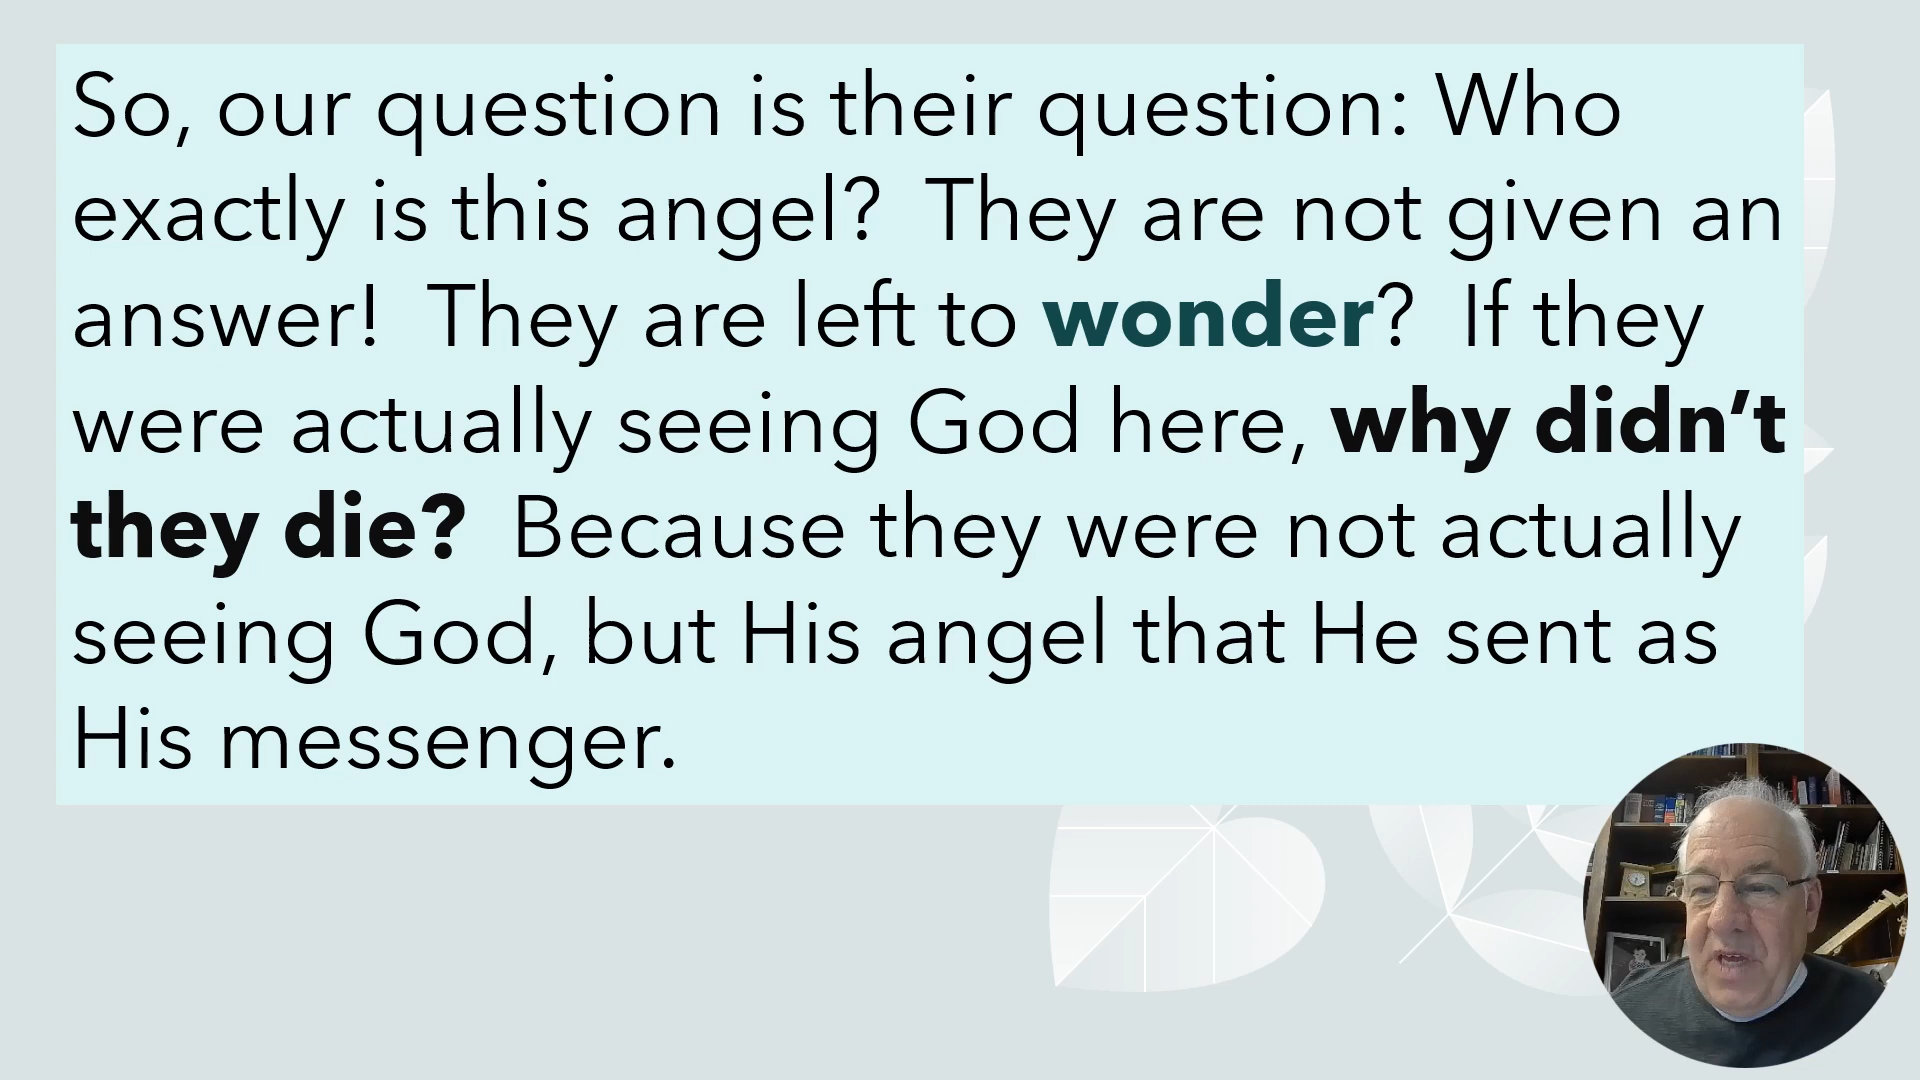 So, our question is their question: Who
exactly is this angel?  They are not given an
answer!  They are left to wonder?  If they
were actually seeing God here, why didn’t
they die?  Because they were not actually
seeing God, but His angel that He sent as
His messenger.